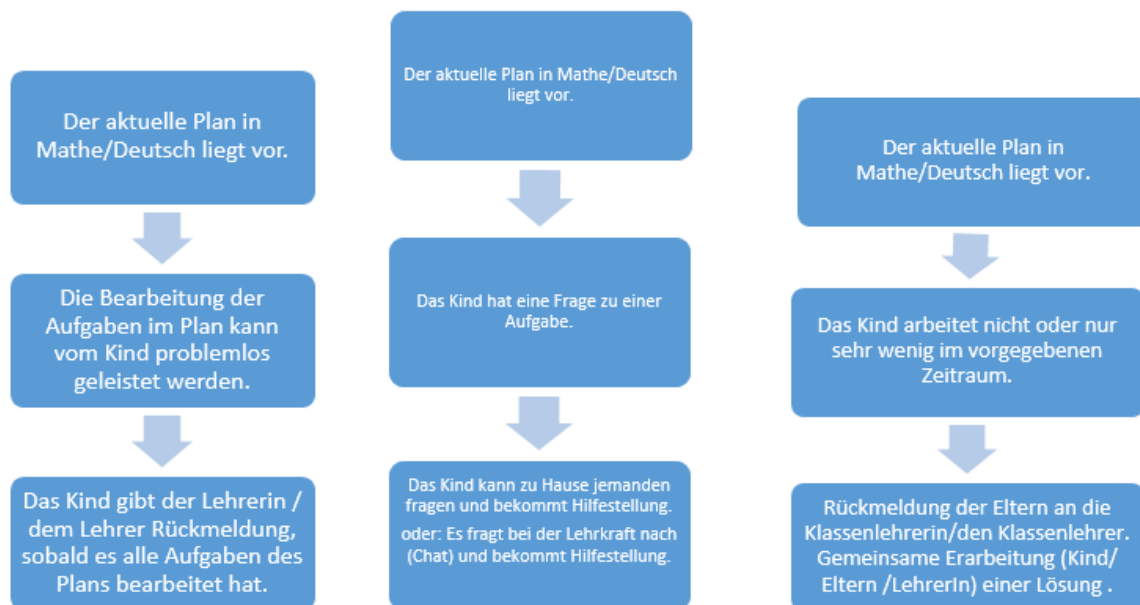 Der aktuelle Plan in
Mathe/Deutsch liegt vor.
Die Bearbeitung der
Aufgaben im Plan kann
vom Kind problemlos
geleistet werden.
Das Kind gibt der Lehrerin /
dem Lehrer Rückmeldung,
sobald es alle Aufgaben des
Plans bearbeitet hat.
Der aktuelle Plan in Mathe/Deutsch
liegt vor.
Das Kind hat eine Frage zu einer
Aufgabe.
Das Kind kann zu Hause jemanden
fragen und bekommt Hilfestellung.
oder: Es fragt bei der Lehrkraft nach
(Chat) und bekommt Hilfestellung.
Der aktuelle Plan in
Mathe/Deutsch liegt vor.
Das Kind arbeitet nicht oder nur
sehr wenig im vorgegebenen
Zeitraum.
Rückmeldung der Eltern an die
Klassenlehrerin/den Klassenlehrer.
Gemeinsame Erarbeitung (Kind/
Eltern /LehrerIn) einer Lösung .